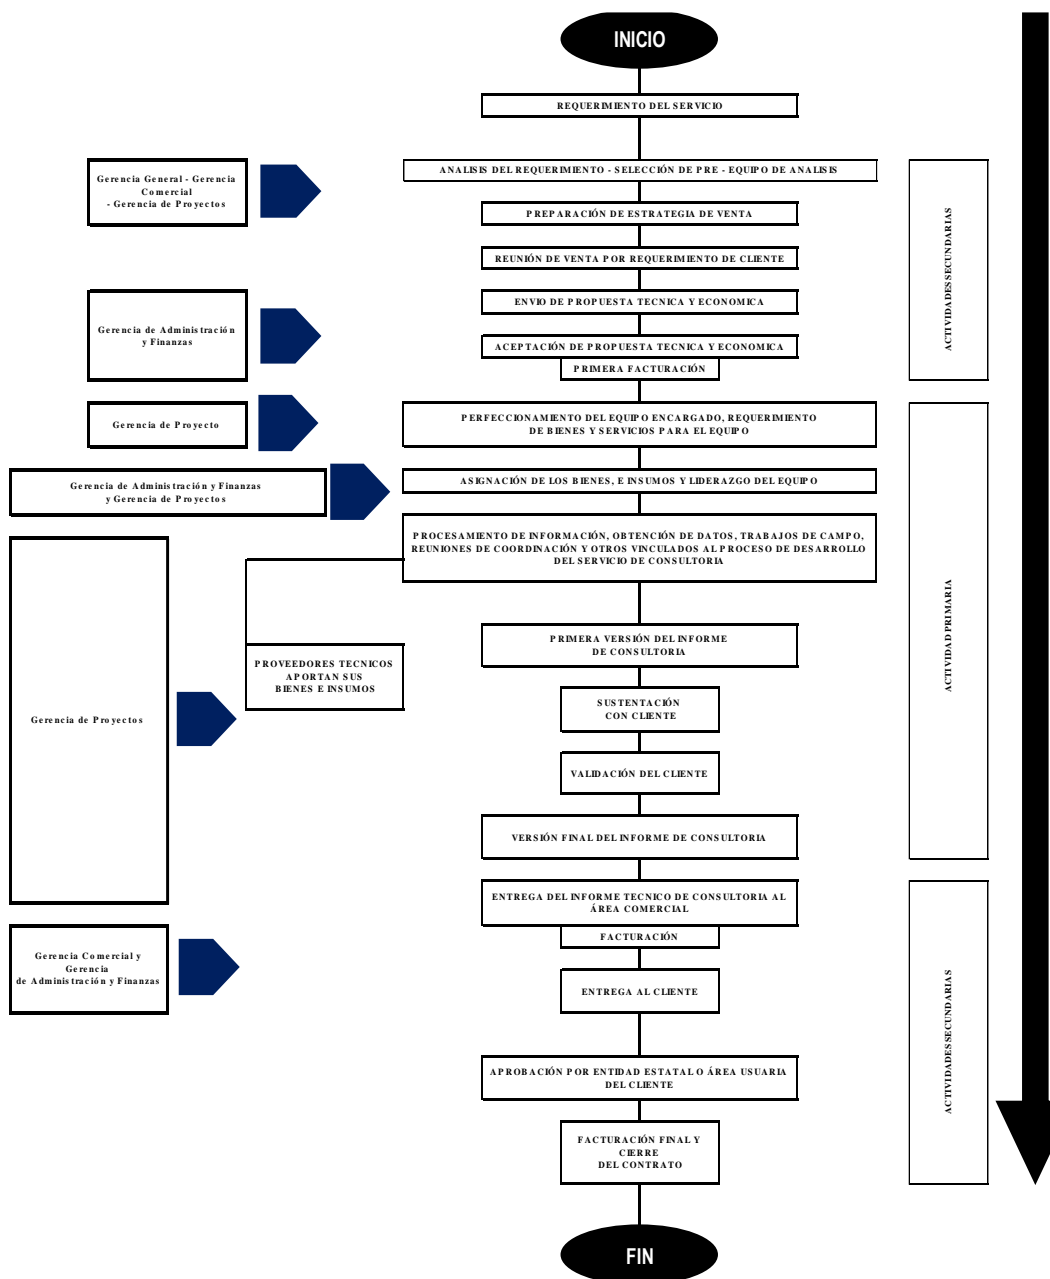 INICIO
REQUERIMIENTO DEL SERVICIO
Gerencia General - Gerencia
Comercial
- Gerencia de Proyectos
ANALISIS DEL REQUERIMIENTO - SELECCIÓN DE PRE - EQUIPO DE ANALISIS
PREPARACIÓN DE ESTRATEGIA DE VENTA
REUNIÓN DE VENTA POR REQUERIMIENTO DE CLIENTE
ENVIO DE PROPUESTA TECNICA Y ECONOMICA
Gerencia de Administración
y Finanzas
ACEPTACIÓN DE PROPUESTA TECNICA Y ECONOMICA
PRIMERA FACTURACIÓN
ACTIVIDADES SECUNDARIAS
Gerencia de Proyecto
PERFECCIONAMIENTO DEL EQUIPO ENCARGADO, REQUERIMIENTO
DE BIENES Y SERVICIOS PARA EL EQUIPO
Gerencia de Administración y Finanzas
y Gerencia de Proyectos
ASIGNACIÓN DE LOS BIENES, E INSUMOS Y LIDERAZGO DEL EQUIPO
PROCESAMIENTO DE INFORMACIÓN, OBTENCIÓN DE DATOS, TRABAJOS DE CAMPO,
REUNIONES DE COORDINACIÓN Y OTROS VINCULADOS AL PROCESO DE DESARROLLO
DEL SERVICIO DE CONSULTORIA
PROVEEDORES TECNICOS
APORTAN SUS
BIENES E INSUMOS
Gerencia de Proyectos
PRIMERA VERSIÓN DEL INFORME
DE CONSULTORIA
SUSTENTACIÓN
CON CLIENTE
VALIDACIÓN DEL CLIENTE
VERSIÓN FINAL DEL INFORME DE CONSULTORIA
ACTIVIDAD PRIMARIA
ENTREGA DEL INFORME TECNICO DE CONSULTORIA AL
ÁREA COMERCIAL
FACTURACIÓN
Gerencia Comercial y
Gerencia
de Administración y Finanzas
ENTREGA AL CLIENTE
APROBACIÓN POR ENTIDAD ESTATAL O ÁREA USUARIA
DEL CLIENTE
FACTURACIÓN FINAL Y
CIERRE
DEL CONTRATO
ACTIVIDADES SECUNDARIAS
FIN